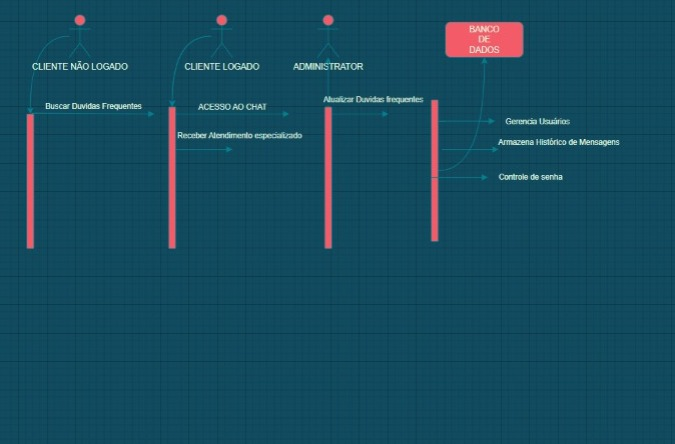 BANCO
DE
DADOS
CLIENTE NÃO LOGADO
CLIENTE LOGADO
ADMINISTRATOR
Buscar Duvidas Frequentes
ACESSO AO CHAT
Atualizar Duvidas frequentes
Gerencia Usuários
Receber Atendimento especializado
Armazena Histórico de Mensagens
Controle de senha